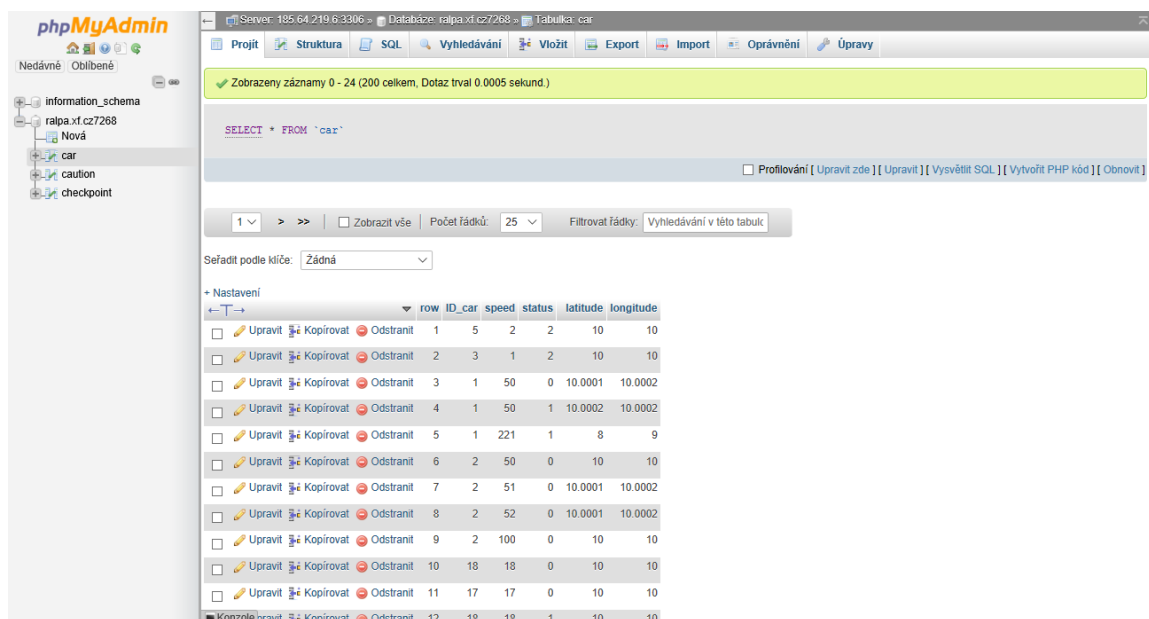 phpMyAdmin
Nedávné Oblíbené
information_schema
ralpa.xf.cz7268
Nová
car
caution
checkpoint
Server: 185.64.219.6:3306 » Databáze: ralpa.xf.cz7268 » Tabulka: car
Projít Struktura SQL Vyhledávání Vložit Export Import Oprávnění Úpravy
Zobrazeny záznamy 0 - 24 (200 celkem, Dotaz trval 0.0005 sekund.)
SELECT * FROM `car`
Profilování [ Upravit zde ] [ Upravit ] [ Vysvětlit SQL ] [ Vytvořit PHP kód ] [ Obnovit ]
1 > >> Zobrazit vše Počet řádků: 25 Filtrovat řádky: Vyhledávání v této tabulc
Seřadit podle klíče: Žádná
+ Nastavení
←T→ row ID_car speed status latitude longitude
Upravit Kopírovat Odstranit 1 5 2 2 10 10
Upravit Kopírovat Odstranit 2 3 1 2 10 10
Upravit Kopírovat Odstranit 3 1 50 0 10.0001 10.0002
Upravit Kopírovat Odstranit 4 1 50 1 10.0002 10.0002
Upravit Kopírovat Odstranit 5 1 221 1 8 9
Upravit Kopírovat Odstranit 6 2 50 0 10 10
Upravit Kopírovat Odstranit 7 2 51 0 10.0001 10.0002
Upravit Kopírovat Odstranit 8 2 52 0 10.0001 10.0002
Upravit Kopírovat Odstranit 9 2 100 0 10 10
Upravit Kopírovat Odstranit 10 18 18 0 10 10
Upravit Kopírovat Odstranit 11 17 17 0 10 10
Konzole pravit Kopírovat Odstranit 12 18 18 1 10 10